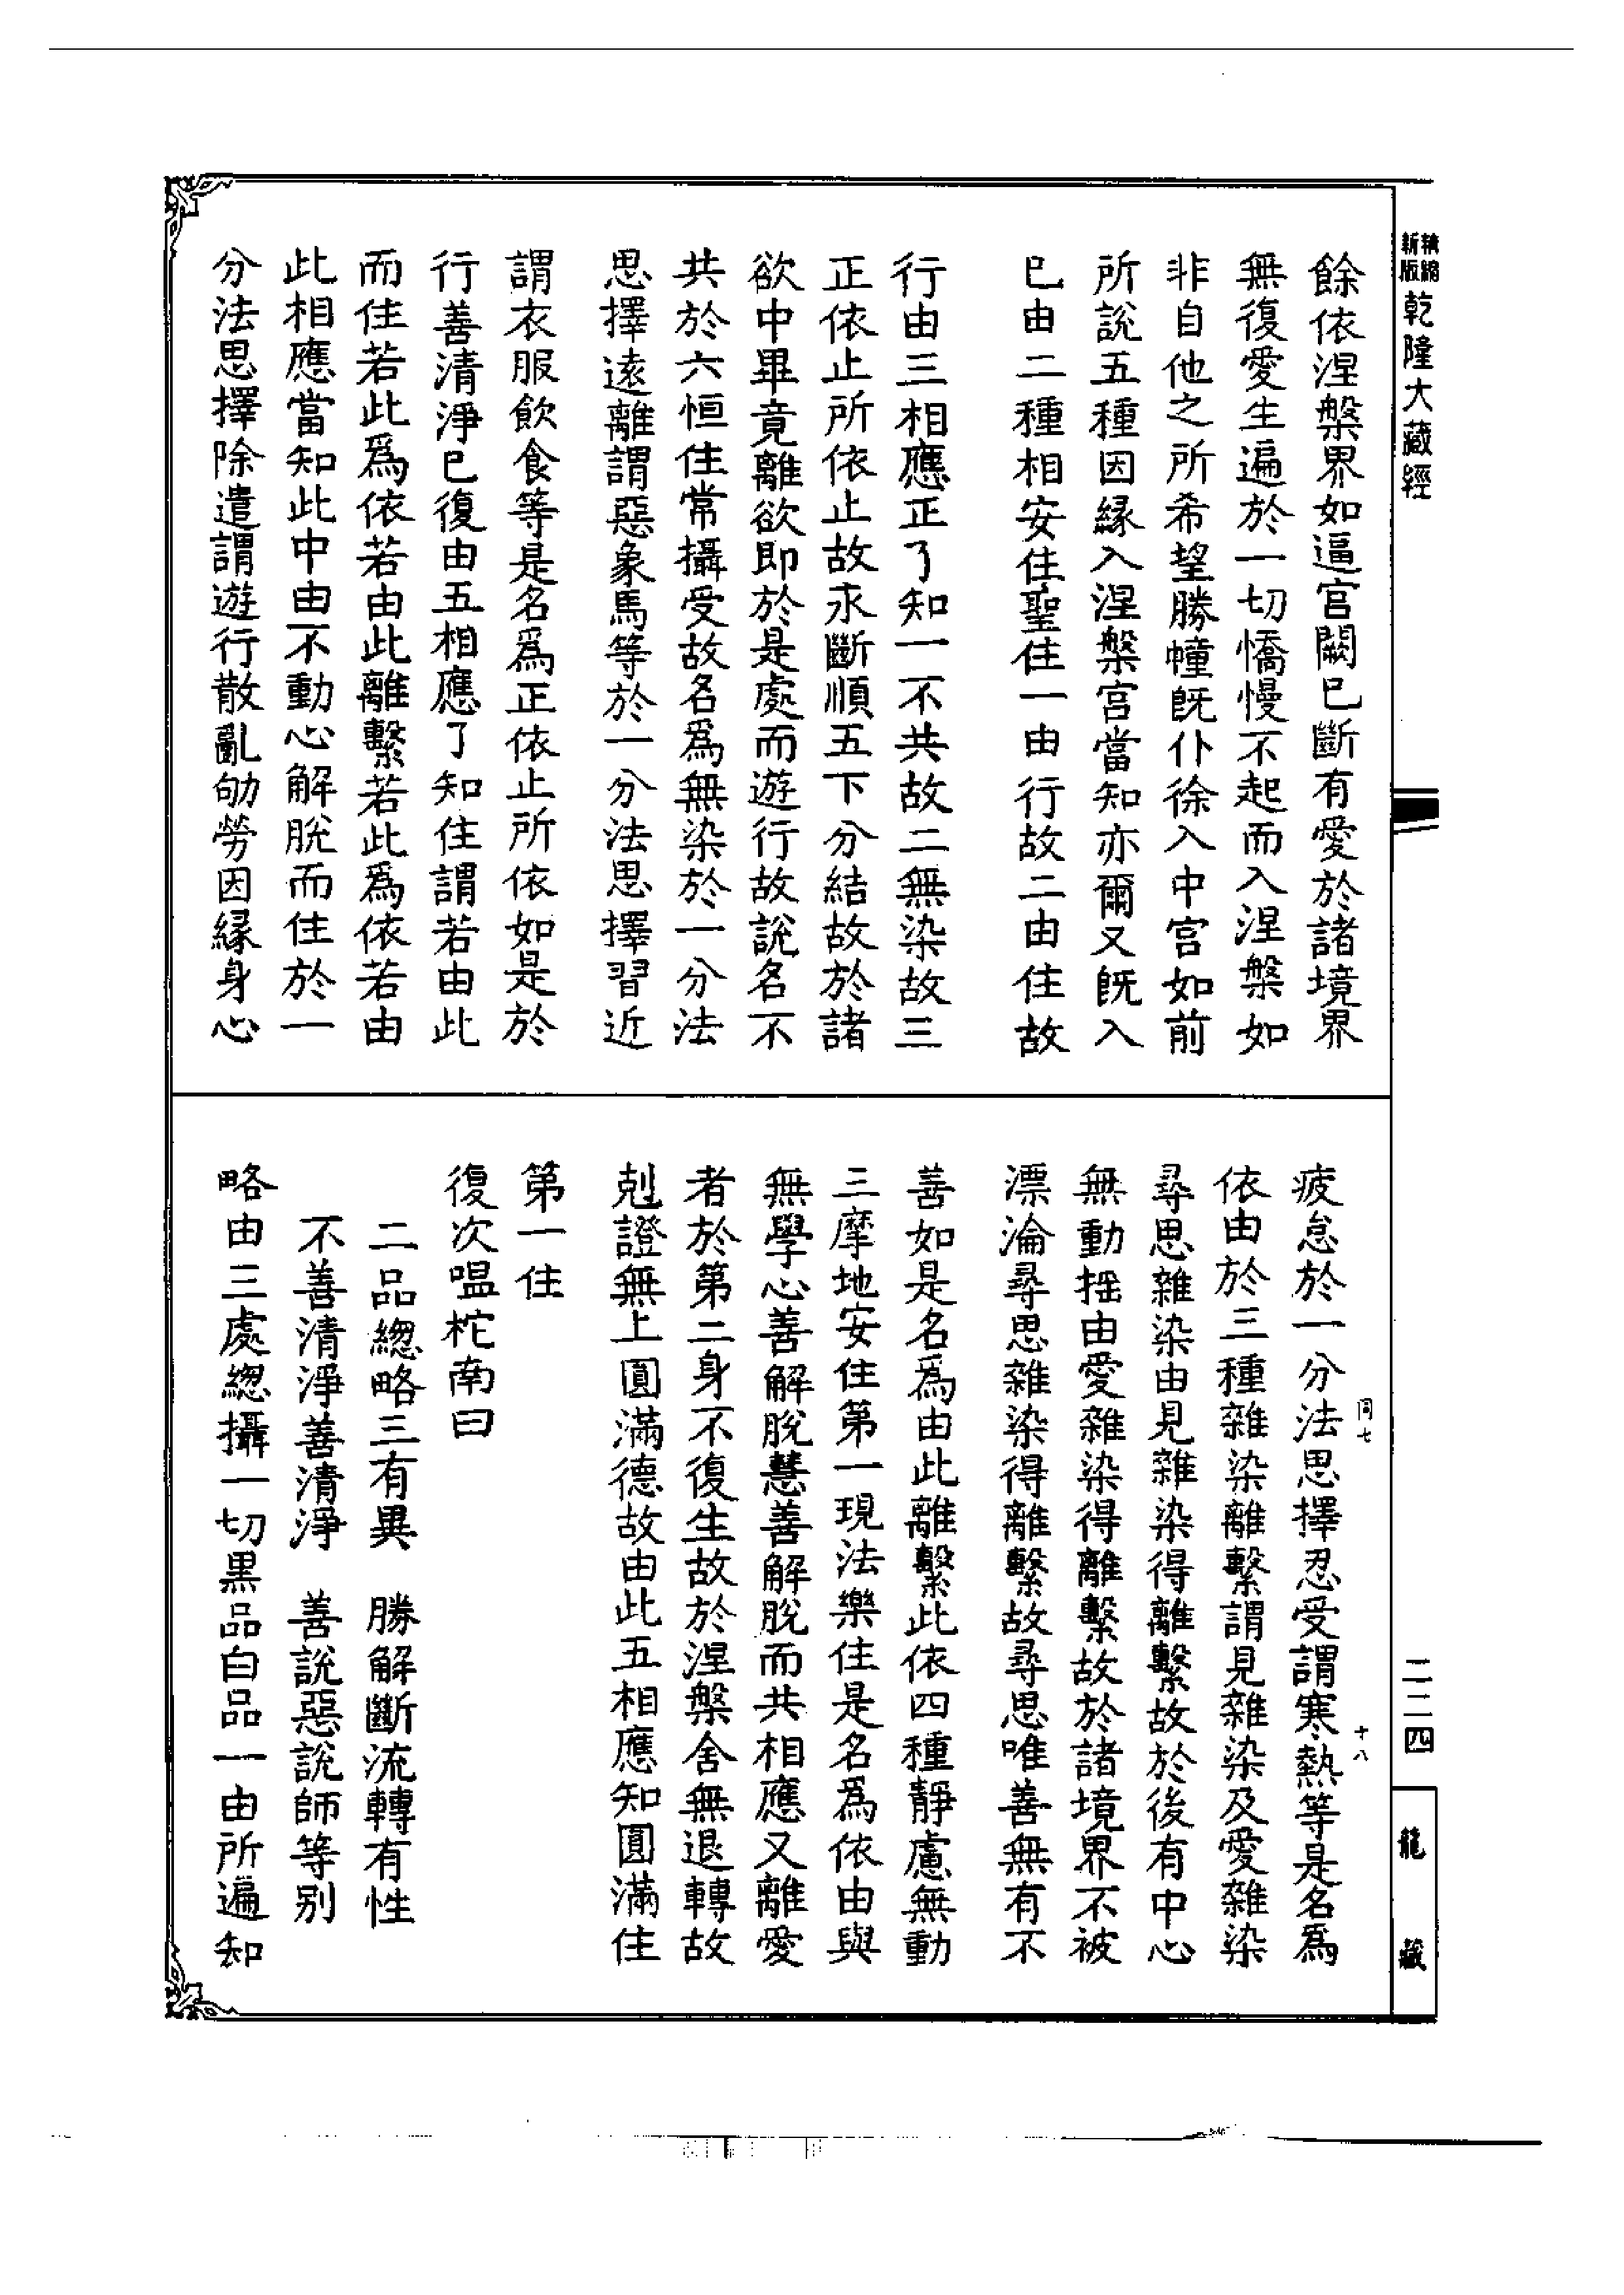 新版精縮乾隆大藏經
餘依涅槃界如逼宫闕已斷有愛於諸境界
無復愛生遍於一切憍慢不起而入涅槃如
非自他之所希望勝幢旣仆徐入中宫如前
所說五種因緣入涅槃宫當知亦爾又旣入
已由二種相安住聖住一由行故二由住故
行由三相應正了知一不共故二無染故三
正依止所依止故永斷順五下分結故於諸
欲中畢竟離欲即於是處而遊行故說名不
共於六恒住常攝受故名爲無染於一分法
思擇遠離謂惡象馬等於一分法思擇習近
謂衣服飲食等是名爲正依止所依如是於
行善清淨已復由五相應了知住謂若由此
而住若此爲依若由此離繫若此爲依若由
此相應當知此中由不動心解脫而住於一
分法思擇除遣謂遊行散亂劬勞因緣身心
疲怠於一分法思擇忍受謂寒熱等是名爲
依由於三種雜染離繫謂見雜染及愛雜染
尋思雜染由見雜染得離繫故於後有中心
無動摇由愛雜染得離繫故於諸境界不被
漂淪尋思雜染得離繫故尋思唯善無有不
善如是名爲由此離繫此依四種靜慮無動
三摩地安住第一現法樂住是名爲依由與
無學心善解脫慧善解脫而共相應又離愛
者於第二身不復生故於涅槃舍無退轉故
剋證無上圓滿德故由此五相應知圓滿住
第一住
復次嗢柁南曰
二品總略三有異　勝解斷流轉有性
不善清淨善清淨　善說惡說師等别
略由三處總攝一切黑品白品一由所遍知
同七
十八
二二四
龍藏